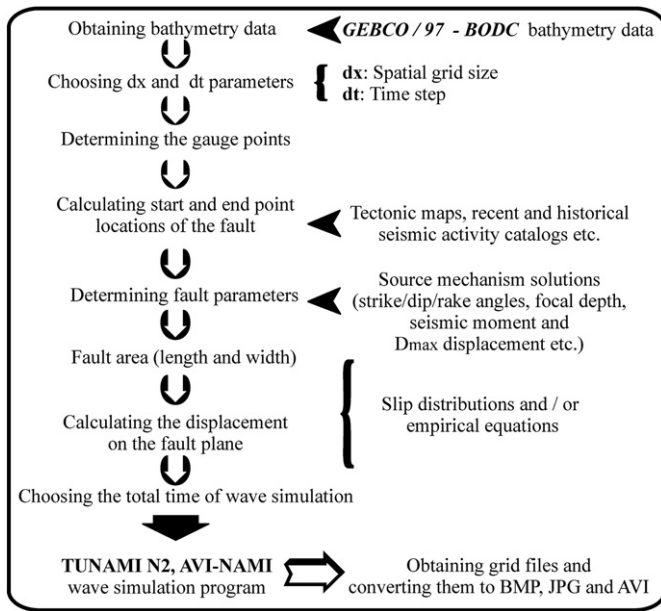 Obtaining bathymetry data
GEBCO / 97 - BODC bathymetry data
Choosing dx and dt parameters
dx: Spatial grid size
dt: Time step
Determining the gauge points
Calculating start and end point
locations of the fault
Tectonic maps, recent and historical
seismic activity catalogs etc.
Determining fault parameters
Source mechanism solutions
(strike/dip/rake angles, focal depth,
seismic moment and
Dmax displacement etc.)
Fault area (length and width)
Calculating the displacement
on the fault plane
Slip distributions and / or
empirical equations
Choosing the total time of wave simulation
TUNAMI N2, AVI-NAMI
wave simulation program
Obtaining grid files and
converting them to BMP, JPG and AVI